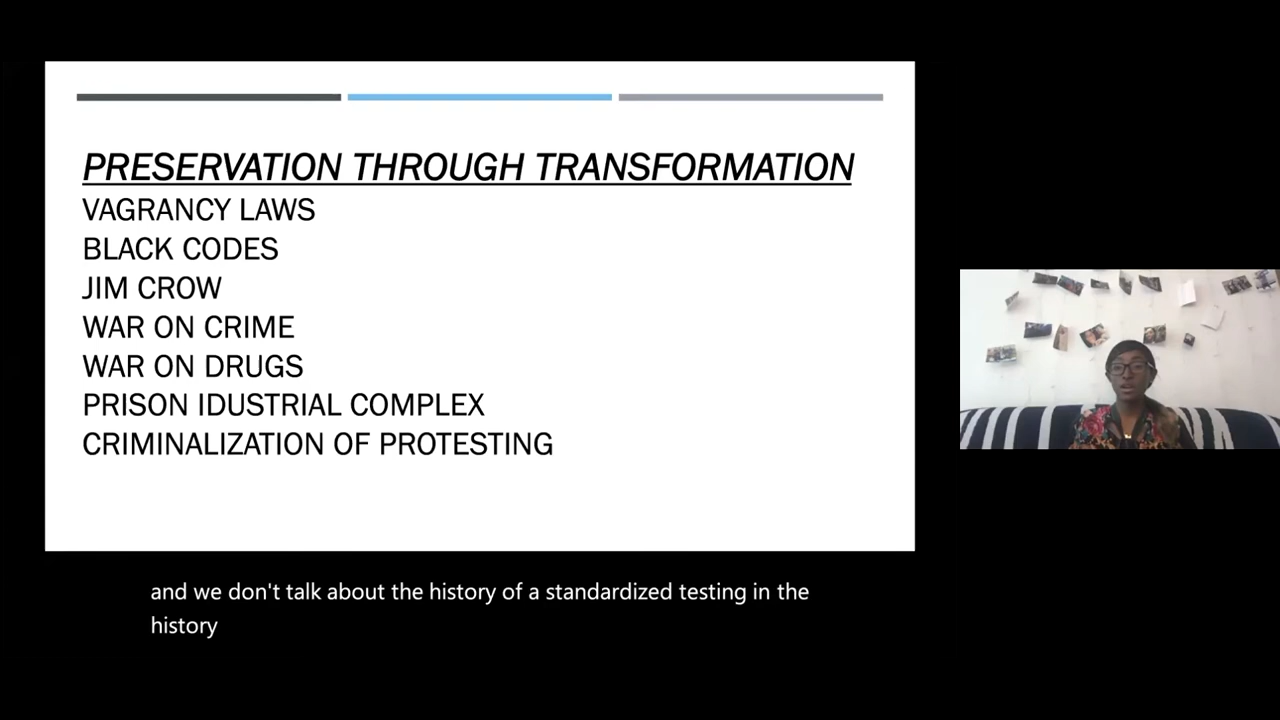 PRESERVATION THROUGH TRANSFORMATION
VAGRANCY LAWS
BLACK CODES
JIM CROW
WAR ON CRIME
WAR ON DRUGS
PRISON IDUSTRIAL COMPLEX
CRIMINALIZATION OF PROTESTING
and we don't talk about the history of a standardized testing in the
history